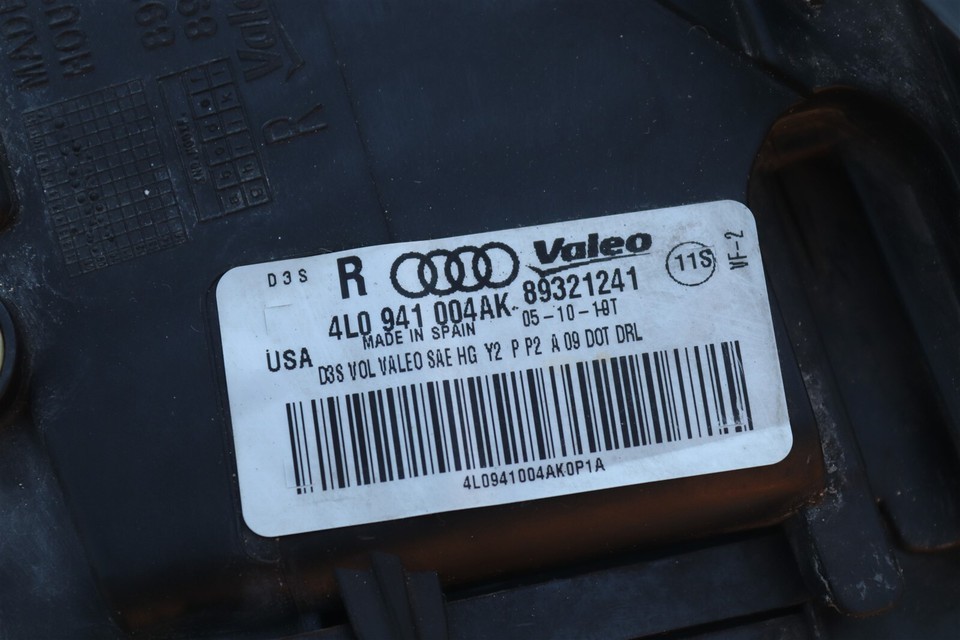 D3S R Valeo 11S VF-2
4L0 941 004AK 89321241
MADE IN SPAIN 05-10-19T
USA D3S VOL VALEO SAE HG Y2 P P2 A 09 DOT DRL
4L0941004AK0P1A
R